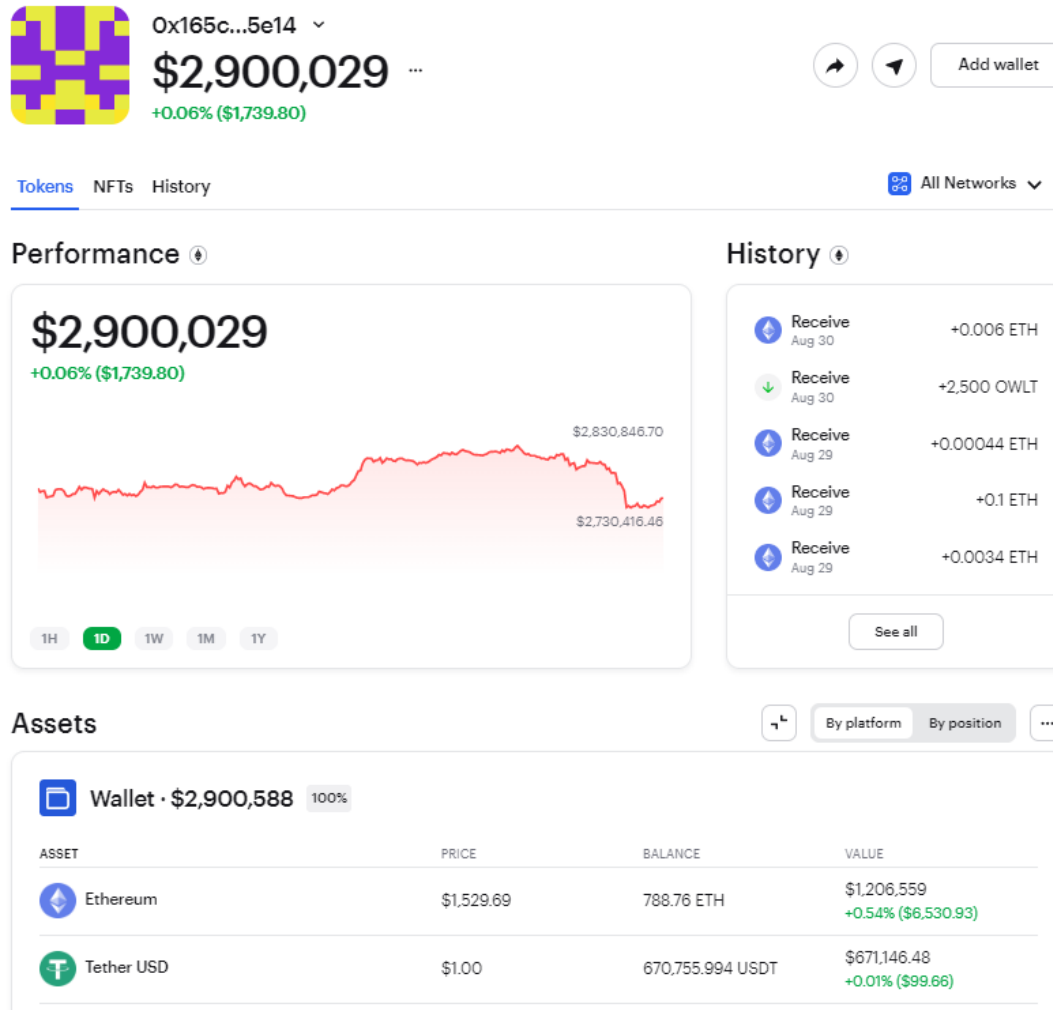 0x165c...5e14
$2,900,029 ...
+0.06% ($1,739.80)
Add wallet
Tokens NFTs History
All Networks
Performance
$2,900,029
+0.06% ($1,739.80)
$2,830,846.70
$2,730,416.46
1H 1D 1W 1M 1Y
History
Receive +0.006 ETH
Aug 30
Receive +2,500 OWLT
Aug 30
Receive +0.00044 ETH
Aug 29
Receive +0.1 ETH
Aug 29
Receive +0.0034 ETH
Aug 29
See all
Assets
By platform By position ...
Wallet · $2,900,588 100%
ASSET PRICE BALANCE VALUE
Ethereum $1,529.69 788.76 ETH $1,206,559
+0.54% ($6,530.93)
Tether USD $1.00 670,755.994 USDT $671,146.48
+0.01% ($99.66)